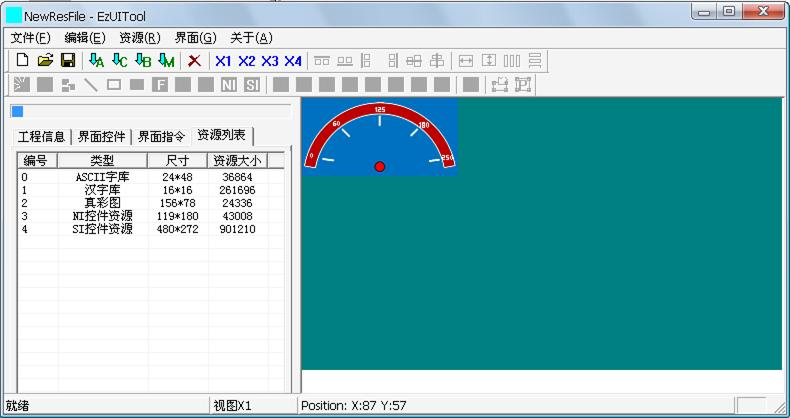 NewResFile - EzUITool
文件(F) 编辑(E) 资源(R) 界面(G) 关于(A)
A C B M X1 X2 X3 X4
F NI SI
工程信息 界面控件 界面指令 资源列表
编号 类型 尺寸 资源大小
0 ASCII字库 24*48 36864
1 汉字库 16*16 261696
2 真彩图 156*78 24336
3 NI控件资源 119*180 43008
4 SI控件资源 480*272 901210
0 60 125 180 250
就绪 视图X1 Position: X:87 Y:57